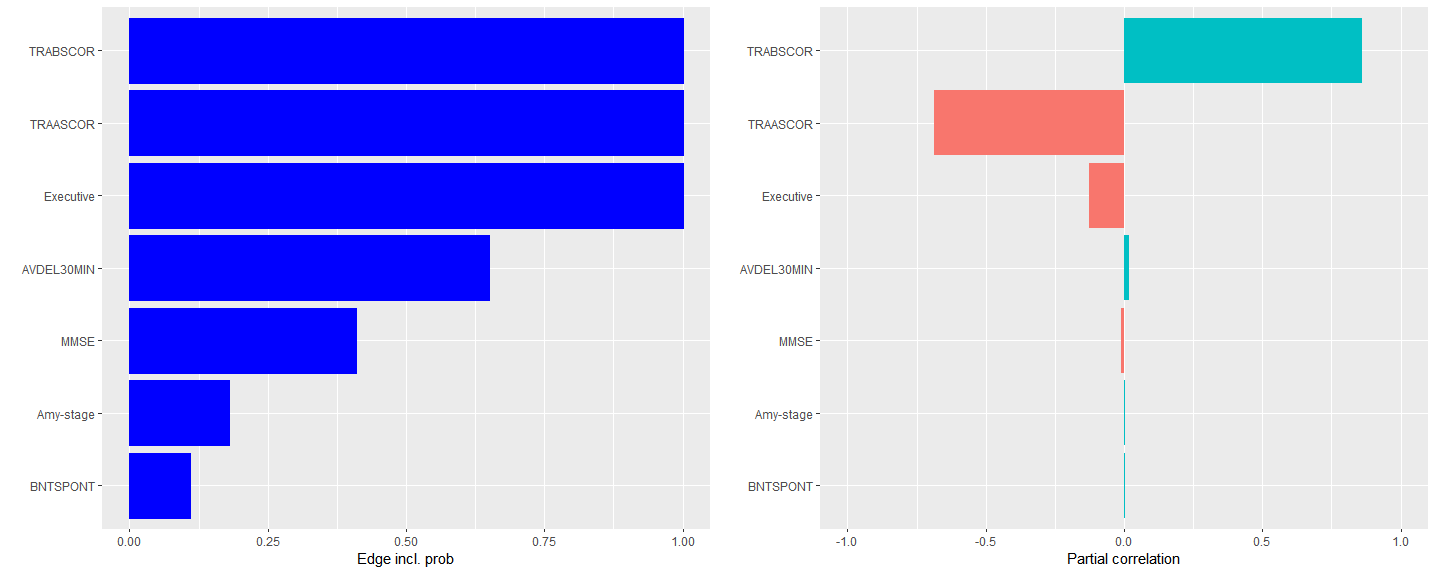 TRABSCOR
TRAASCOR
Executive
AVDEL30MIN
MMSE
Amy-stage
BNTSPONT
0.00 0.25 0.50 0.75 1.00
Edge incl. prob
TRABSCOR
TRAASCOR
Executive
AVDEL30MIN
MMSE
Amy-stage
BNTSPONT
-1.0 -0.5 0.0 0.5 1.0
Partial correlation